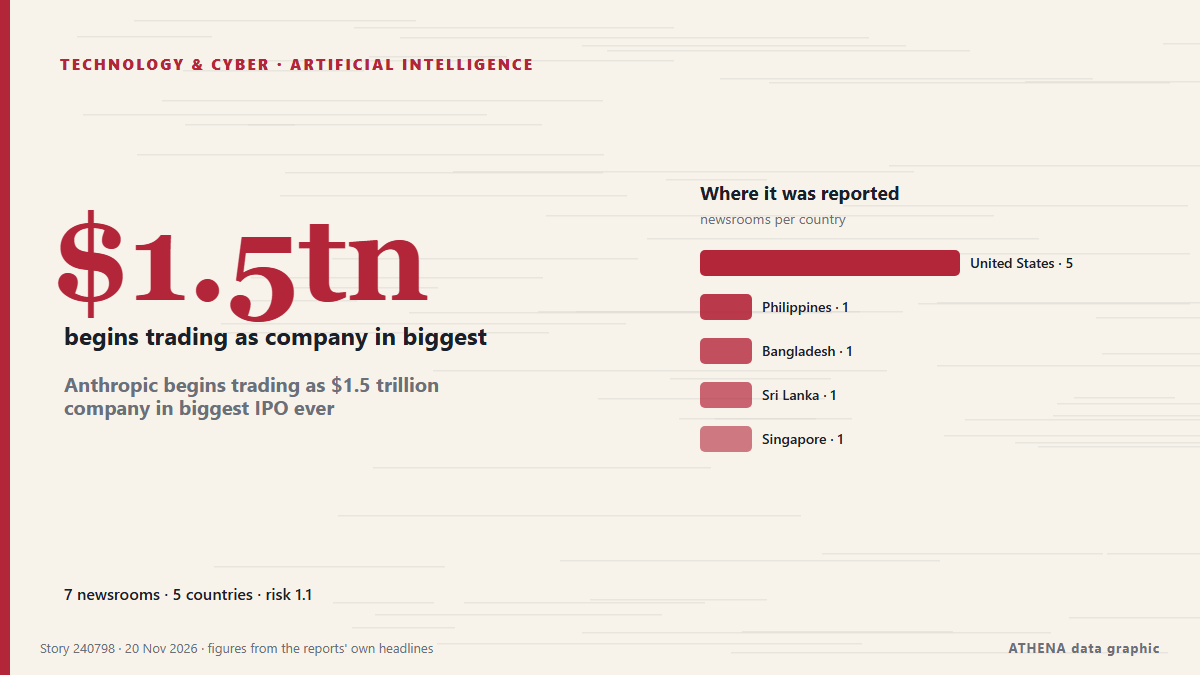 TECHNOLOGY & CYBER · ARTIFICIAL INTELLIGENCE
$1.5tn
begins trading as company in biggest
Anthropic begins trading as $1.5 trillion
company in biggest IPO ever
Where it was reported
newsrooms per country
United States · 5
Philippines · 1
Bangladesh · 1
Sri Lanka · 1
Singapore · 1
7 newsrooms · 5 countries · risk 1.1
Story 240798 · 20 Nov 2026 · figures from the reports' own headlines
ATHENA data graphic